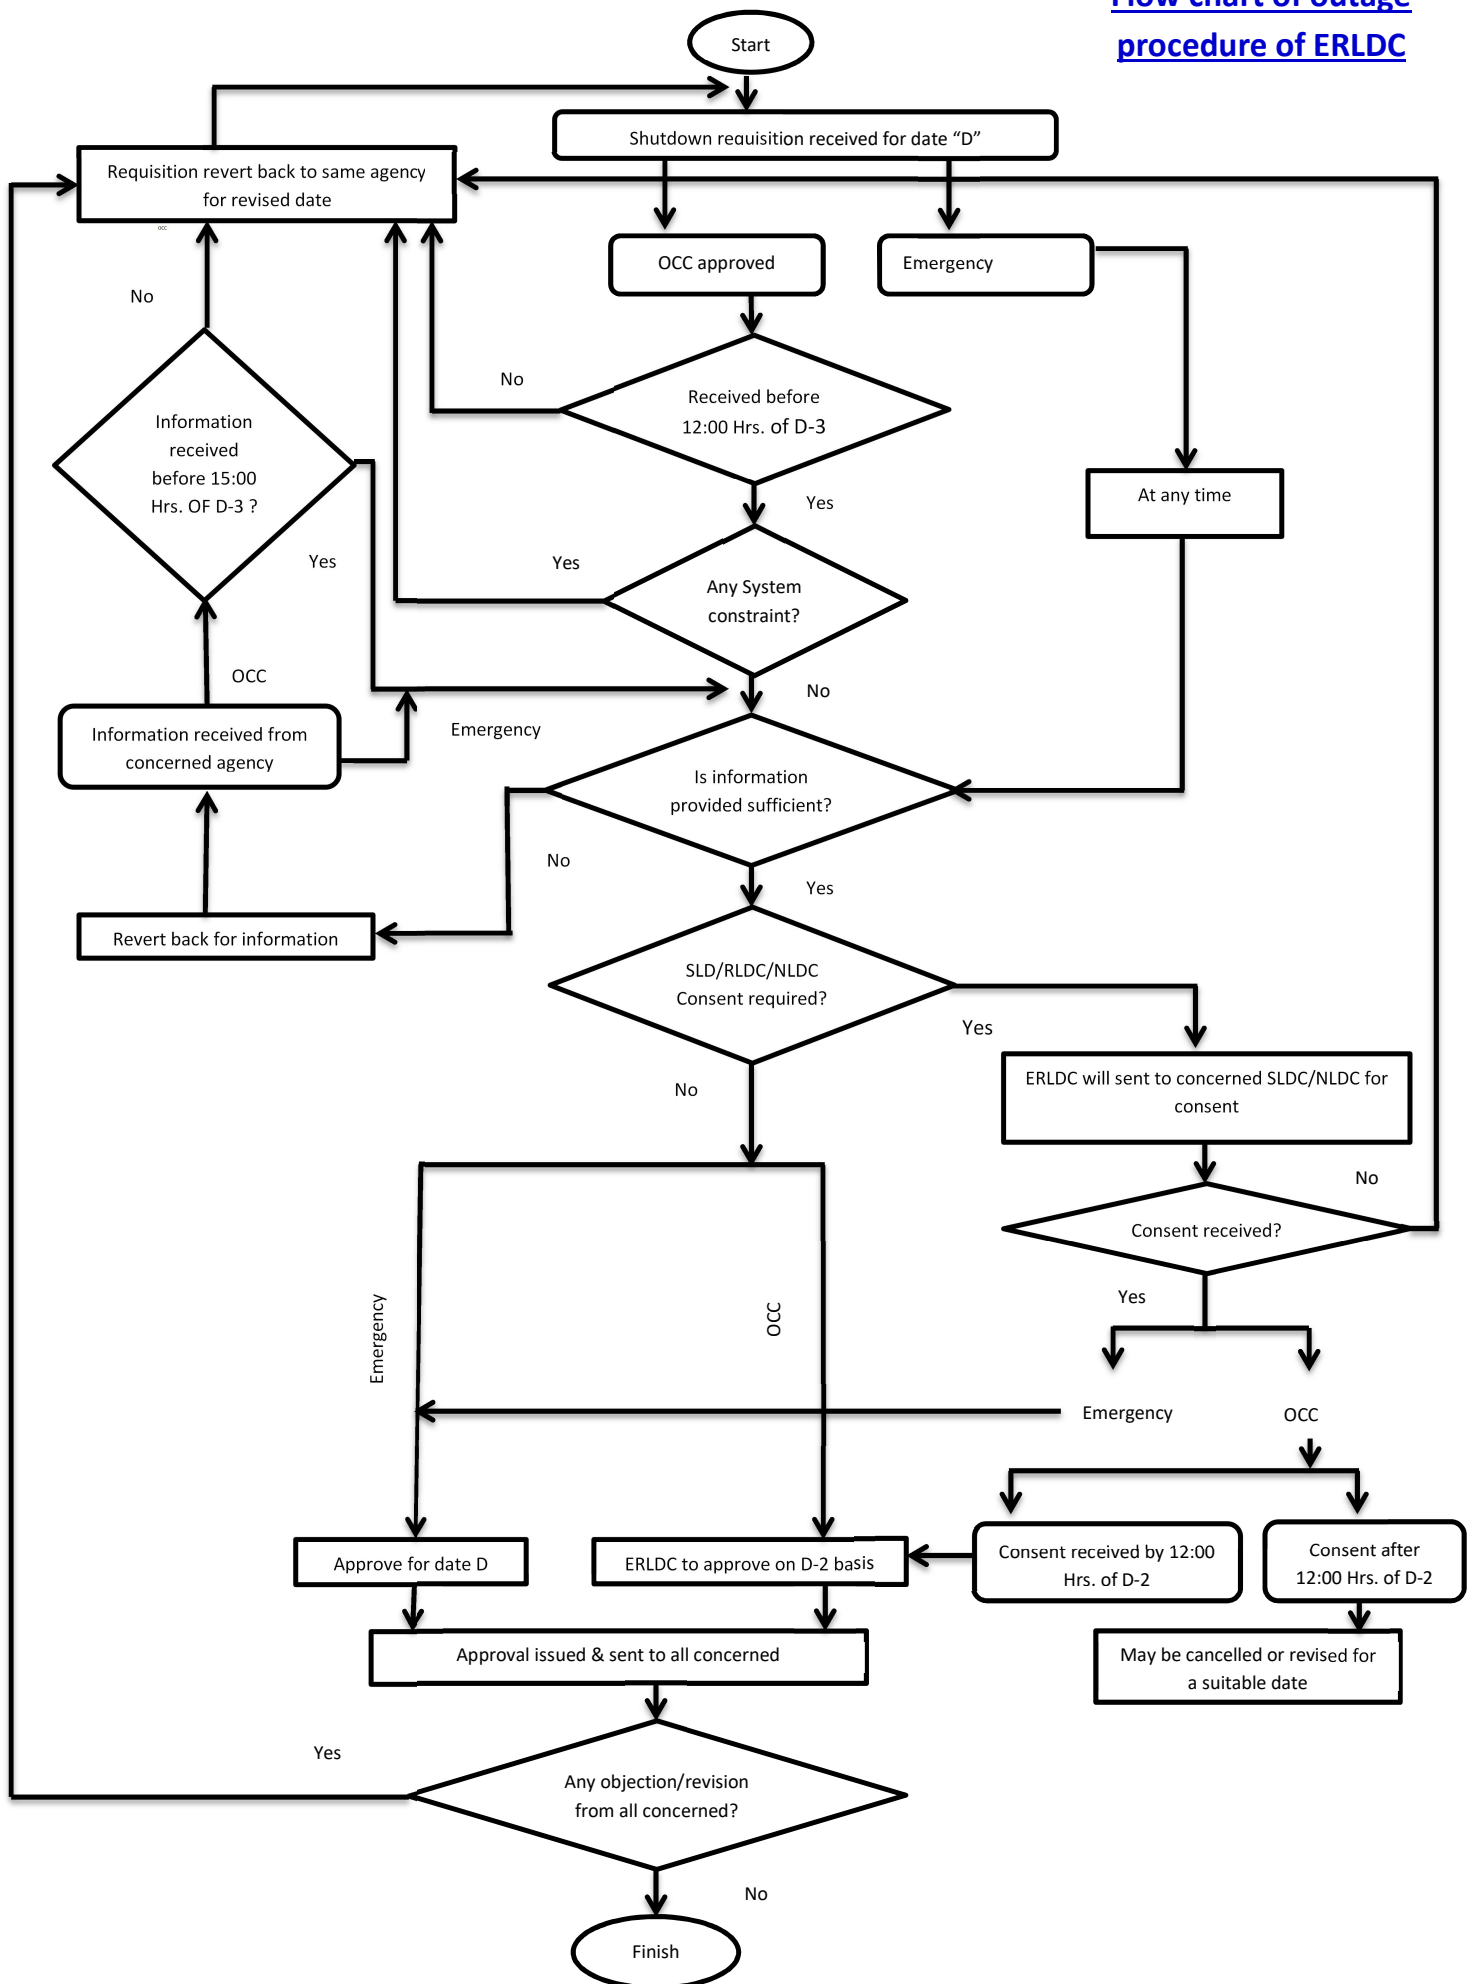 Flow chart of outage
procedure of ERLDC
Start
Shutdown requisition received for date “D”
Requisition revert back to same agency
for revised date
occ
OCC approved
Emergency
No
No
Received before
12:00 Hrs. of D-3
Information
received
before 15:00
Hrs. OF D-3 ?
At any time
Yes
Yes
Yes
Any System
constraint?
OCC
No
Emergency
Information received from
concerned agency
Is information
provided sufficient?
No
Yes
Revert back for information
SLD/RLDC/NLDC
Consent required?
Yes
No
ERLDC will sent to concerned SLDC/NLDC for
consent
No
Consent received?
Yes
Emergency
OCC
Emergency
OCC
Approve for date D
ERLDC to approve on D-2 basis
Consent received by 12:00
Hrs. of D-2
Consent after
12:00 Hrs. of D-2
Approval issued & sent to all concerned
May be cancelled or revised for
a suitable date
Yes
Any objection/revision
from all concerned?
No
Finish